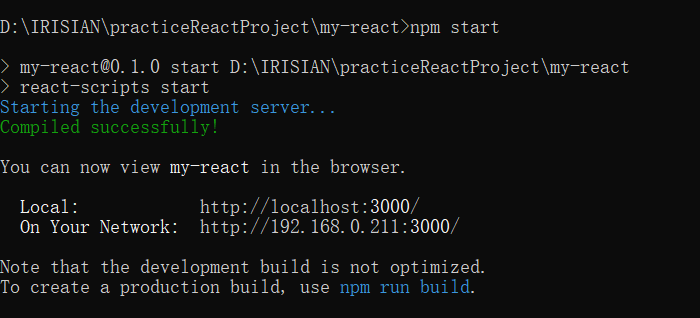 D:\IRISIAN\practiceReactProject\my-react>npm start
> my-react@0.1.0 start D:\IRISIAN\practiceReactProject\my-react
> react-scripts start
Starting the development server...
Compiled successfully!
You can now view my-react in the browser.
Local: http://localhost:3000/
On Your Network: http://192.168.0.211:3000/
Note that the development build is not optimized.
To create a production build, use npm run build.